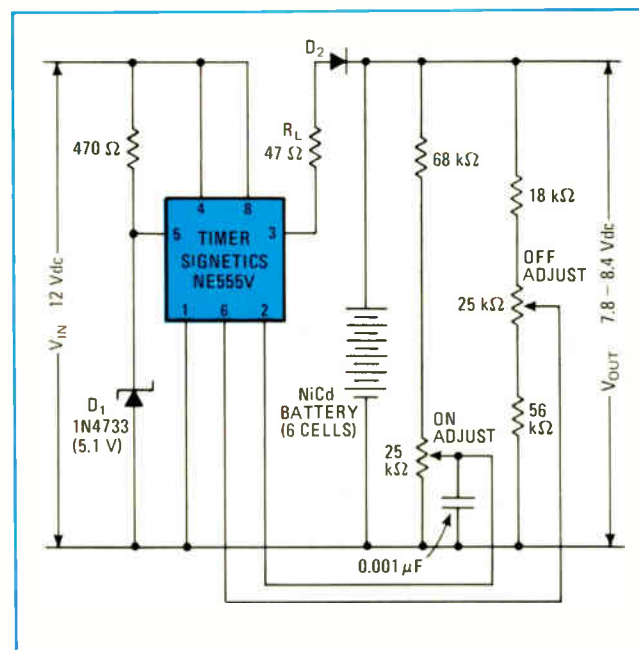 D2
470 Ω
RL
47 Ω
68 kΩ
18 kΩ
4
8
5
TIMER
3
SIGNETICS
NE555V
1
6
2
VIN 12 Vdc
OFF
ADJUST
25 kΩ
VOUT 7.8 – 8.4 Vdc
D1
1N4733
(5.1 V)
NiCd
BATTERY
(6 CELLS)
ON
ADJUST
25
kΩ
56
kΩ
0.001 μF